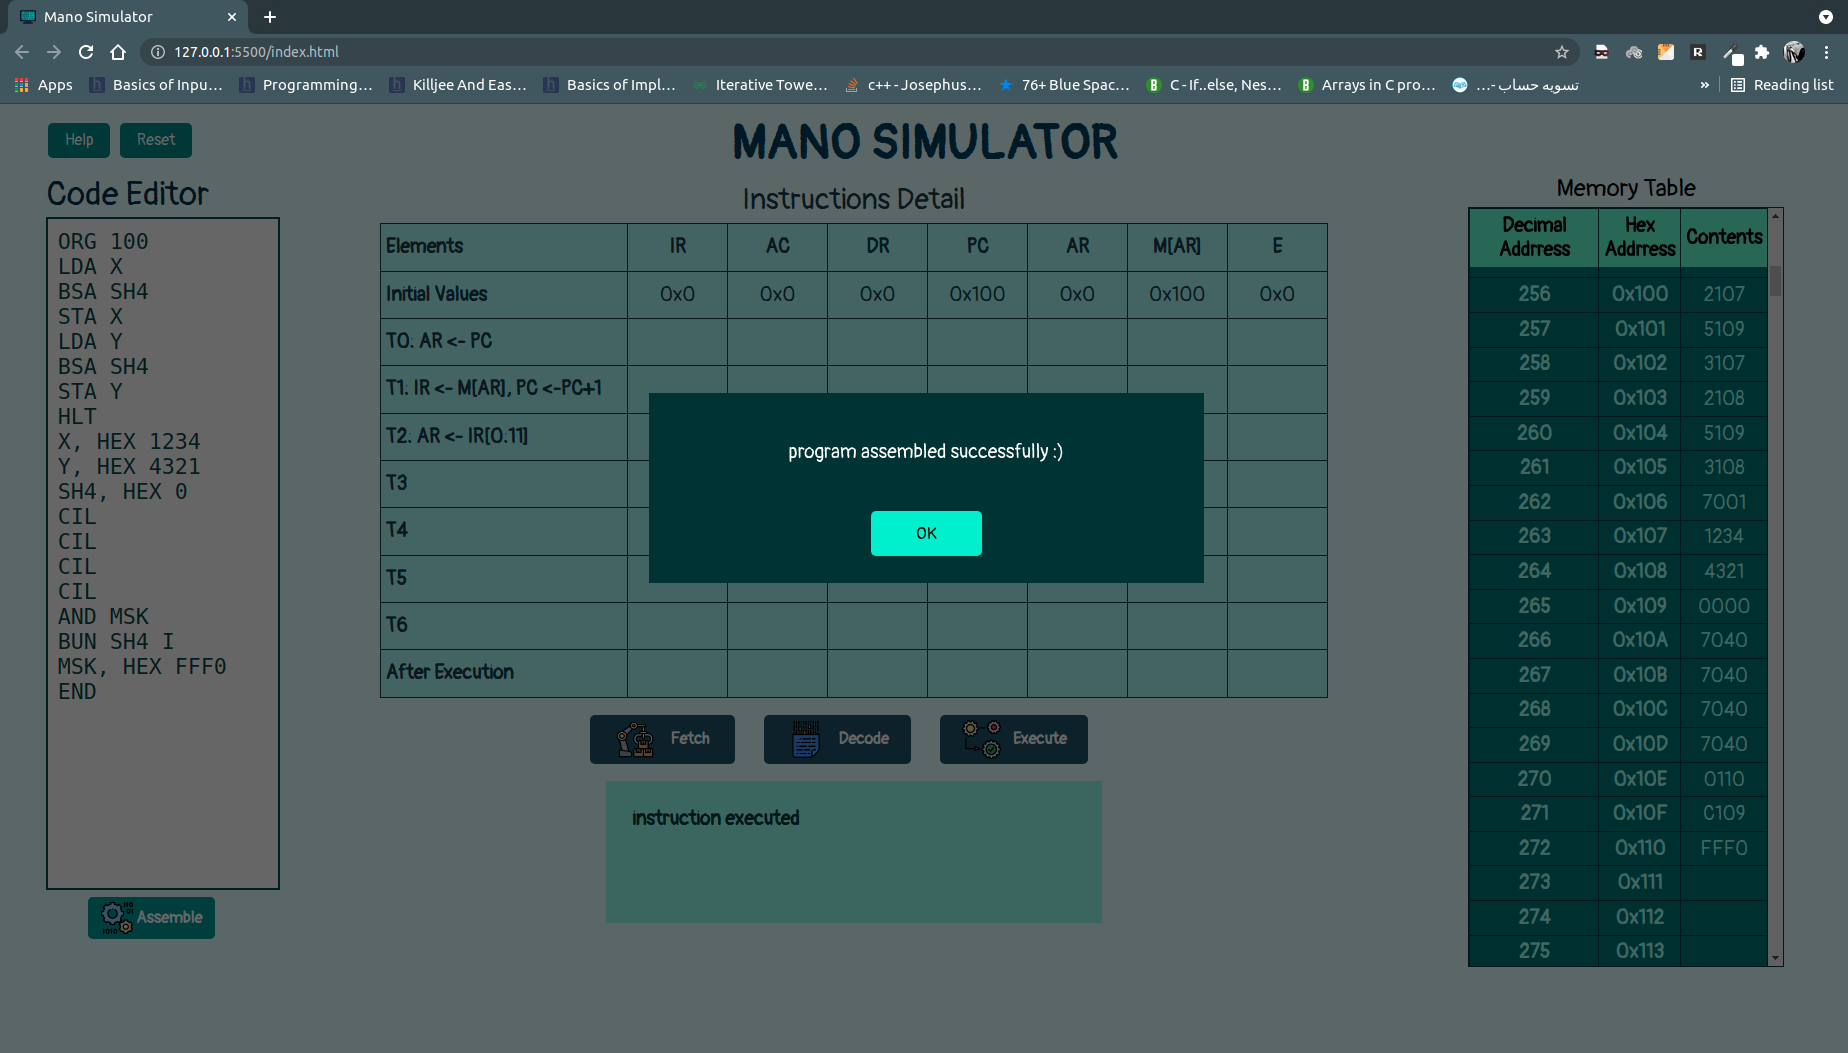 Mano Simulator
127.0.0.1:5500/index.html
Apps
Basics of Inpu...
Programming...
Killjee And Eas...
Basics of Impl...
Iterative Towe...
c++ - Josephus...
76+ Blue Spac...
C - If..else, Nes...
Arrays in C pro...
تسویه حساب -...
»
Reading list
Help
Reset
MANO SIMULATOR
Code Editor
ORG 100
LDA X
BSA SH4
STA X
LDA Y
BSA SH4
STA Y
HLT
X, HEX 1234
Y, HEX 4321
SH4, HEX 0
CIL
CIL
CIL
CIL
AND MSK
BUN SH4 I
MSK, HEX FFF0
END
Assemble
Instructions Detail
Elements IR AC DR PC AR M[AR] E
Initial Values 0x0 0x0 0x0 0x100 0x0 0x100 0x0
T0: AR <- PC
T1: IR <- M[AR], PC <-PC+1
T2: AR <- IR[0:11]
T3
T4
T5
T6
After Execution
program assembled successfully :)
OK
Fetch
Decode
Execute
instruction executed
Memory Table
Decimal Addrress Hex Addrress Contents
256 0x100 2107
257 0x101 5109
258 0x102 3107
259 0x103 2108
260 0x104 5109
261 0x105 3108
262 0x106 7001
263 0x107 1234
264 0x108 4321
265 0x109 0000
266 0x10A 7040
267 0x10B 7040
268 0x10C 7040
269 0x10D 7040
270 0x10E 0110
271 0x10F C109
272 0x110 FFF0
273 0x111
274 0x112
275 0x113